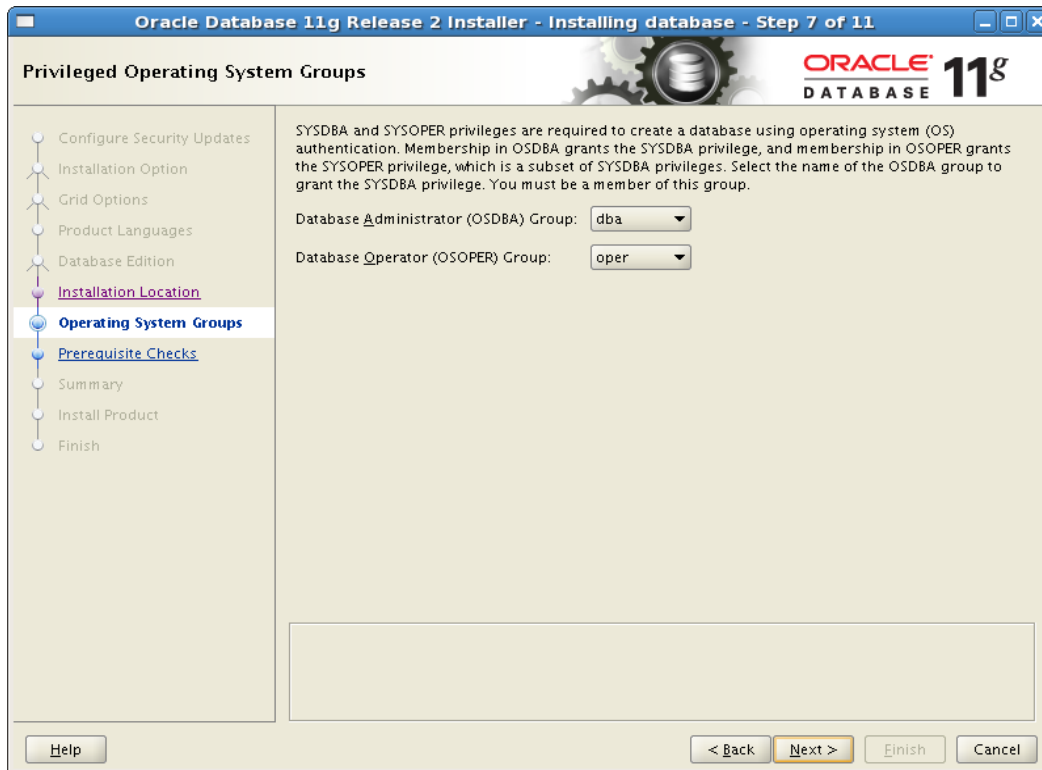 Oracle Database 11g Release 2 Installer - Installing database - Step 7 of 11
Privileged Operating System Groups
ORACLE
DATABASE
11g
Configure Security Updates
Installation Option
Grid Options
Product Languages
Database Edition
Installation Location
Operating System Groups
Prerequisite Checks
Summary
Install Product
Finish
SYSDBA and SYSOPER privileges are required to create a database using operating system (OS)
authentication. Membership in OSDBA grants the SYSDBA privilege, and membership in OSOPER grants
the SYSOPER privilege, which is a subset of SYSDBA privileges. Select the name of the OSDBA group to
grant the SYSDBA privilege. You must be a member of this group.
Database Administrator (OSDBA) Group: dba
Database Operator (OSOPER) Group: oper
Help < Back Next > Finish Cancel